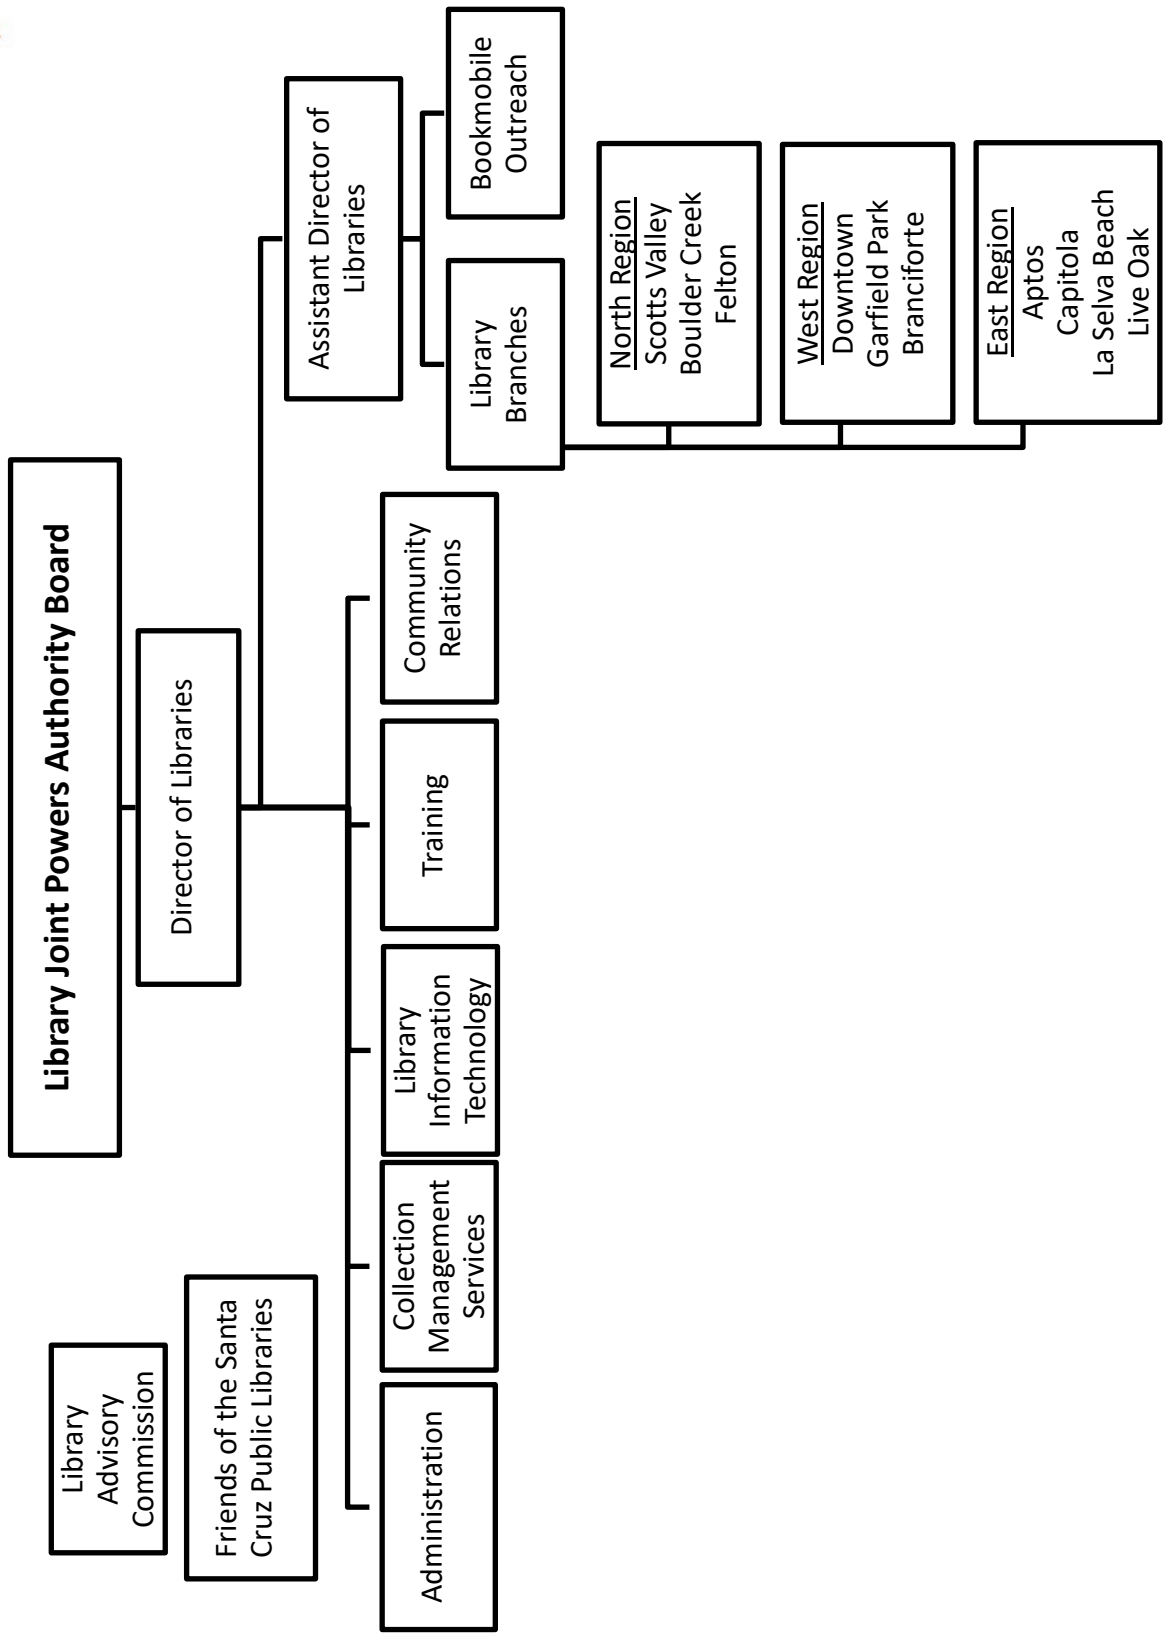 Library Joint Powers Authority Board
Library
Advisory
Commission
Director of Libraries
Friends of the Santa
Cruz Public Libraries
Assistant Director of
Libraries
Administration
Collection
Management
Services
Library
Information
Technology
Training
Community
Relations
Library
Branches
Bookmobile
Outreach
North Region
Scotts Valley
Boulder Creek
Felton
West Region
Downtown
Garfield Park
Branciforte
East Region
Aptos
Capitola
La Selva Beach
Live Oak